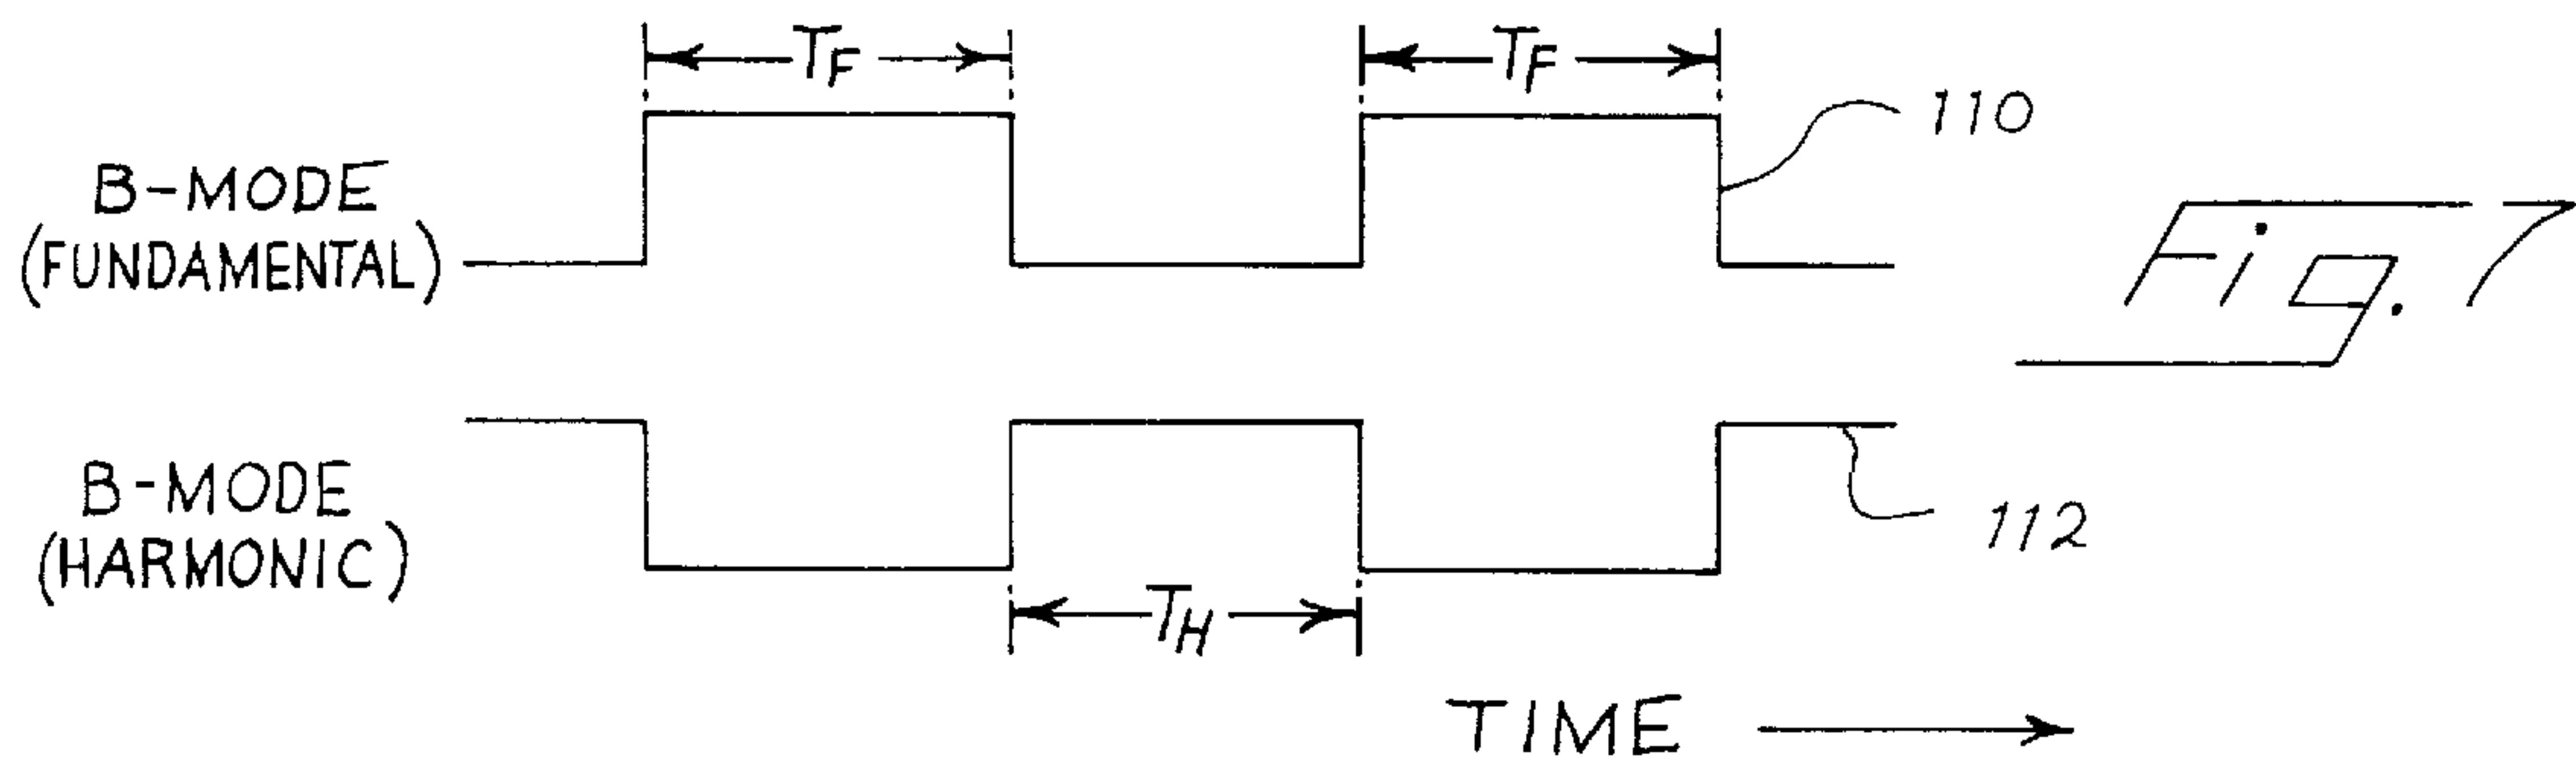 T_F
T_F
110
B-MODE
(FUNDAMENTAL)
Fig. 7
B-MODE
(HARMONIC)
112
T_H
TIME